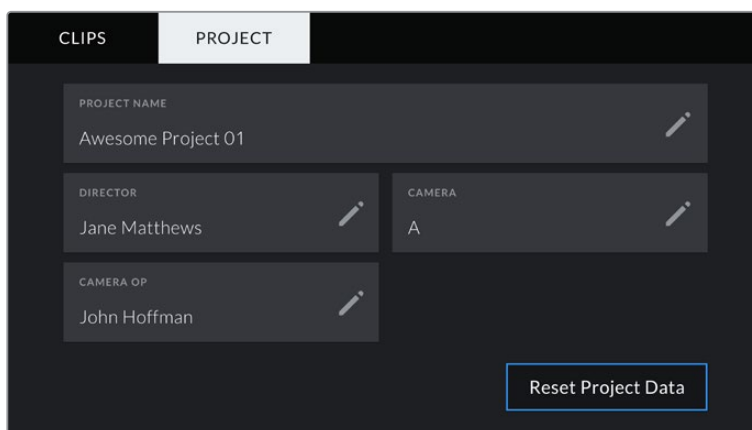 CLIPS
PROJECT
PROJECT NAME
Awesome Project 01
DIRECTOR
Jane Matthews
CAMERA
A
CAMERA OP
John Hoffman
Reset Project Data